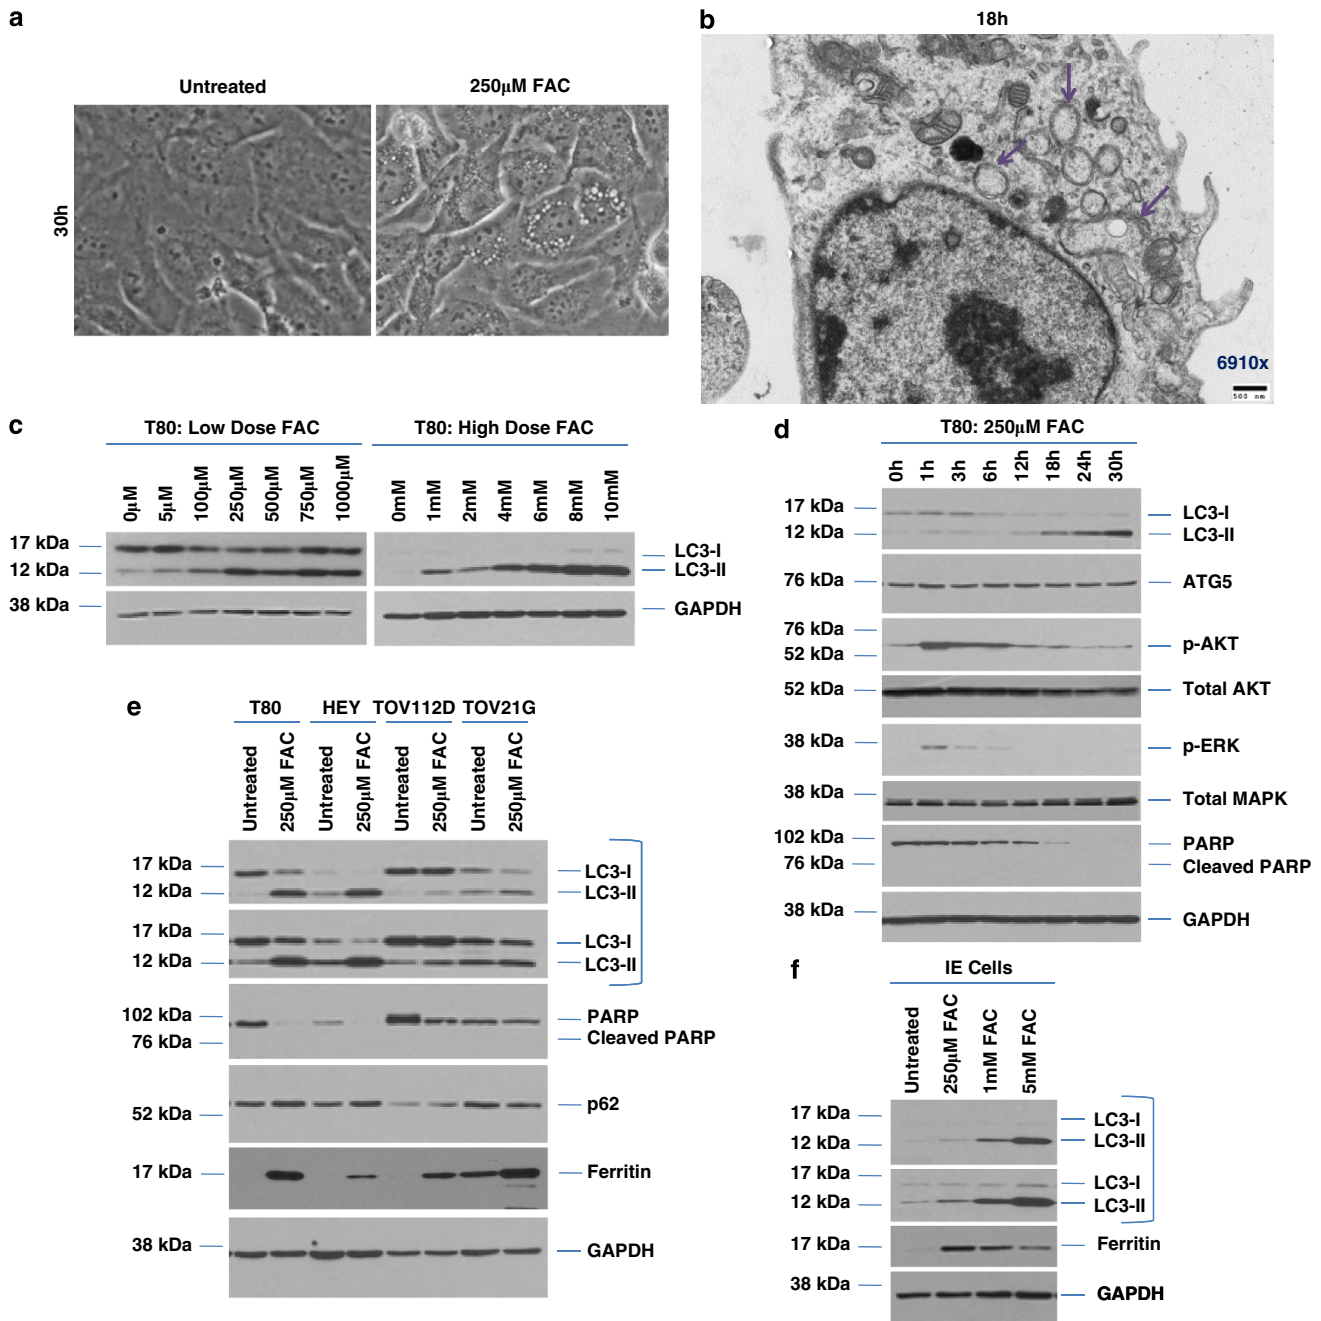 a
Untreated
250µM FAC
30h
b
18h
6910x
500 nm
c
T80: Low Dose FAC
T80: High Dose FAC
0µM
5µM
100µM
250µM
500µM
750µM
1000µM
0mM
1mM
2mM
4mM
6mM
8mM
10mM
17 kDa
12 kDa
38 kDa
LC3-I
LC3-II
GAPDH
d
T80: 250µM FAC
0h
1h
3h
6h
12h
18h
24h
30h
17 kDa
LC3-I
12 kDa
LC3-II
76 kDa
ATG5
76 kDa
p-AKT
52 kDa
52 kDa
Total AKT
38 kDa
p-ERK
38 kDa
Total MAPK
102 kDa
PARP
76 kDa
Cleaved PARP
38 kDa
GAPDH
e
T80
HEY
TOV112D
TOV21G
Untreated
250µM FAC
Untreated
250µM FAC
Untreated
250µM FAC
Untreated
250µM FAC
17 kDa
LC3-I
12 kDa
LC3-II
17 kDa
LC3-I
12 kDa
LC3-II
102 kDa
PARP
76 kDa
Cleaved PARP
p62
52 kDa
17 kDa
Ferritin
38 kDa
GAPDH
f
IE Cells
Untreated
250µM FAC
1mM FAC
5mM FAC
17 kDa
LC3-I
12 kDa
LC3-II
17 kDa
LC3-I
12 kDa
LC3-II
17 kDa
Ferritin
38 kDa
GAPDH